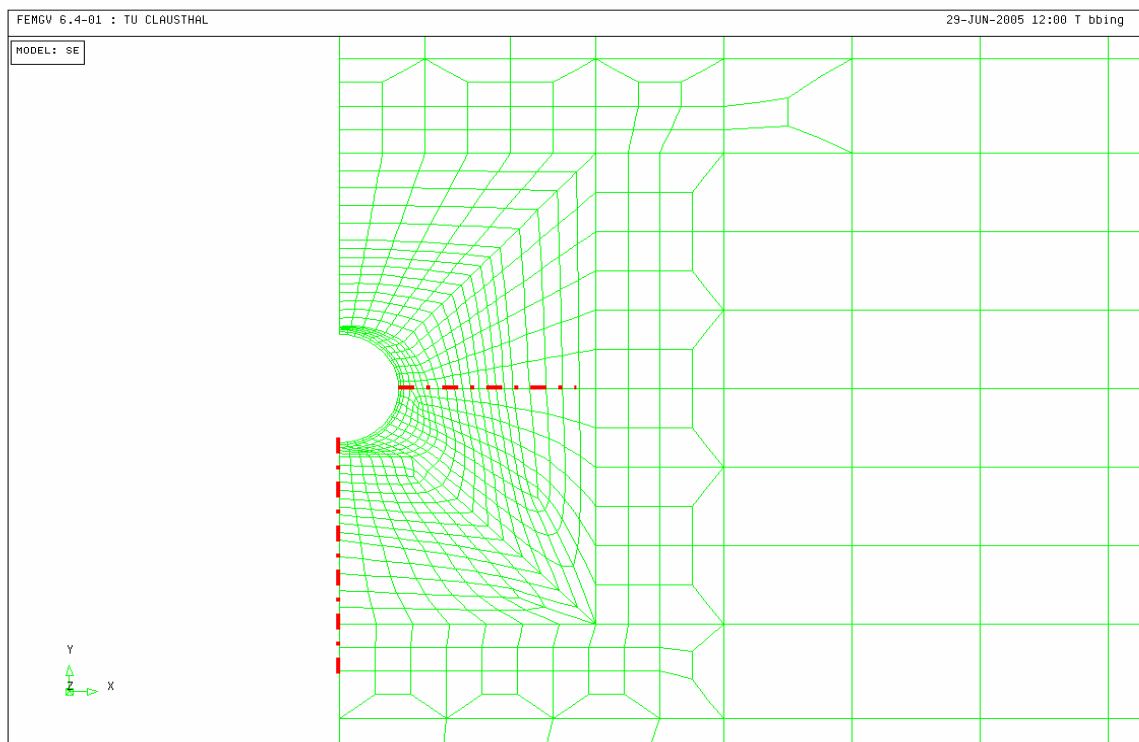 FEMGV 6.4-01 : TU CLAUSTHAL
29-JUN-2005 12:00 T bbing
MODEL: SE
Y
Z
X